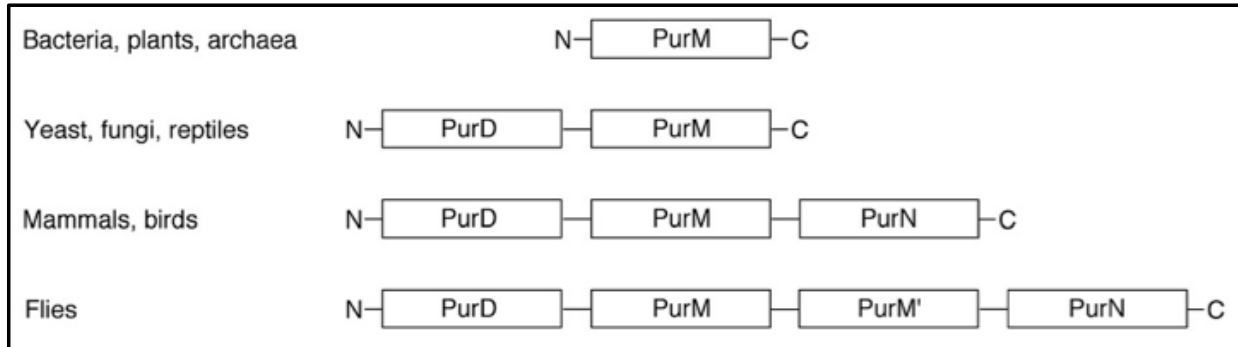 Bacteria, plants, archaea N PurM C
Yeast, fungi, reptiles N PurD PurM C
Mammals, birds N PurD PurM PurN C
Flies N PurD PurM PurM' PurN C